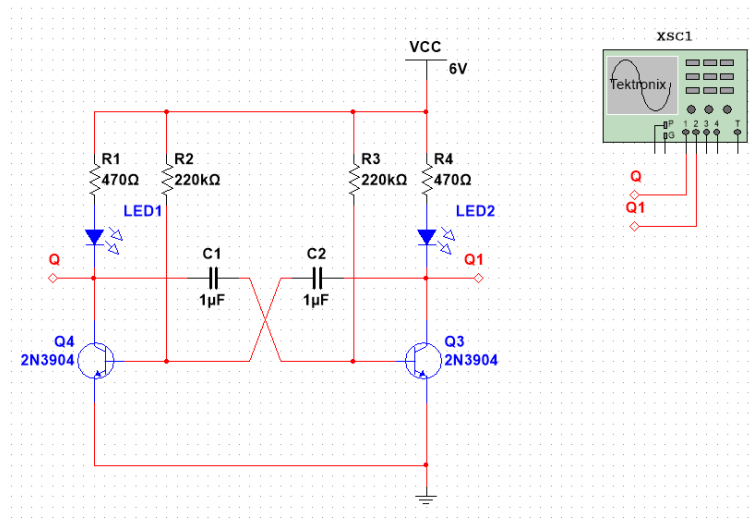 XSC1
VCC
6V
Tektronix
P
G
1 2 3 4 T
R1
470Ω
R2
220kΩ
R3
220kΩ
R4
470Ω
LED1
LED2
Q
Q1
Q
C1
1µF
C2
1µF
Q1
Q4
2N3904
Q3
2N3904